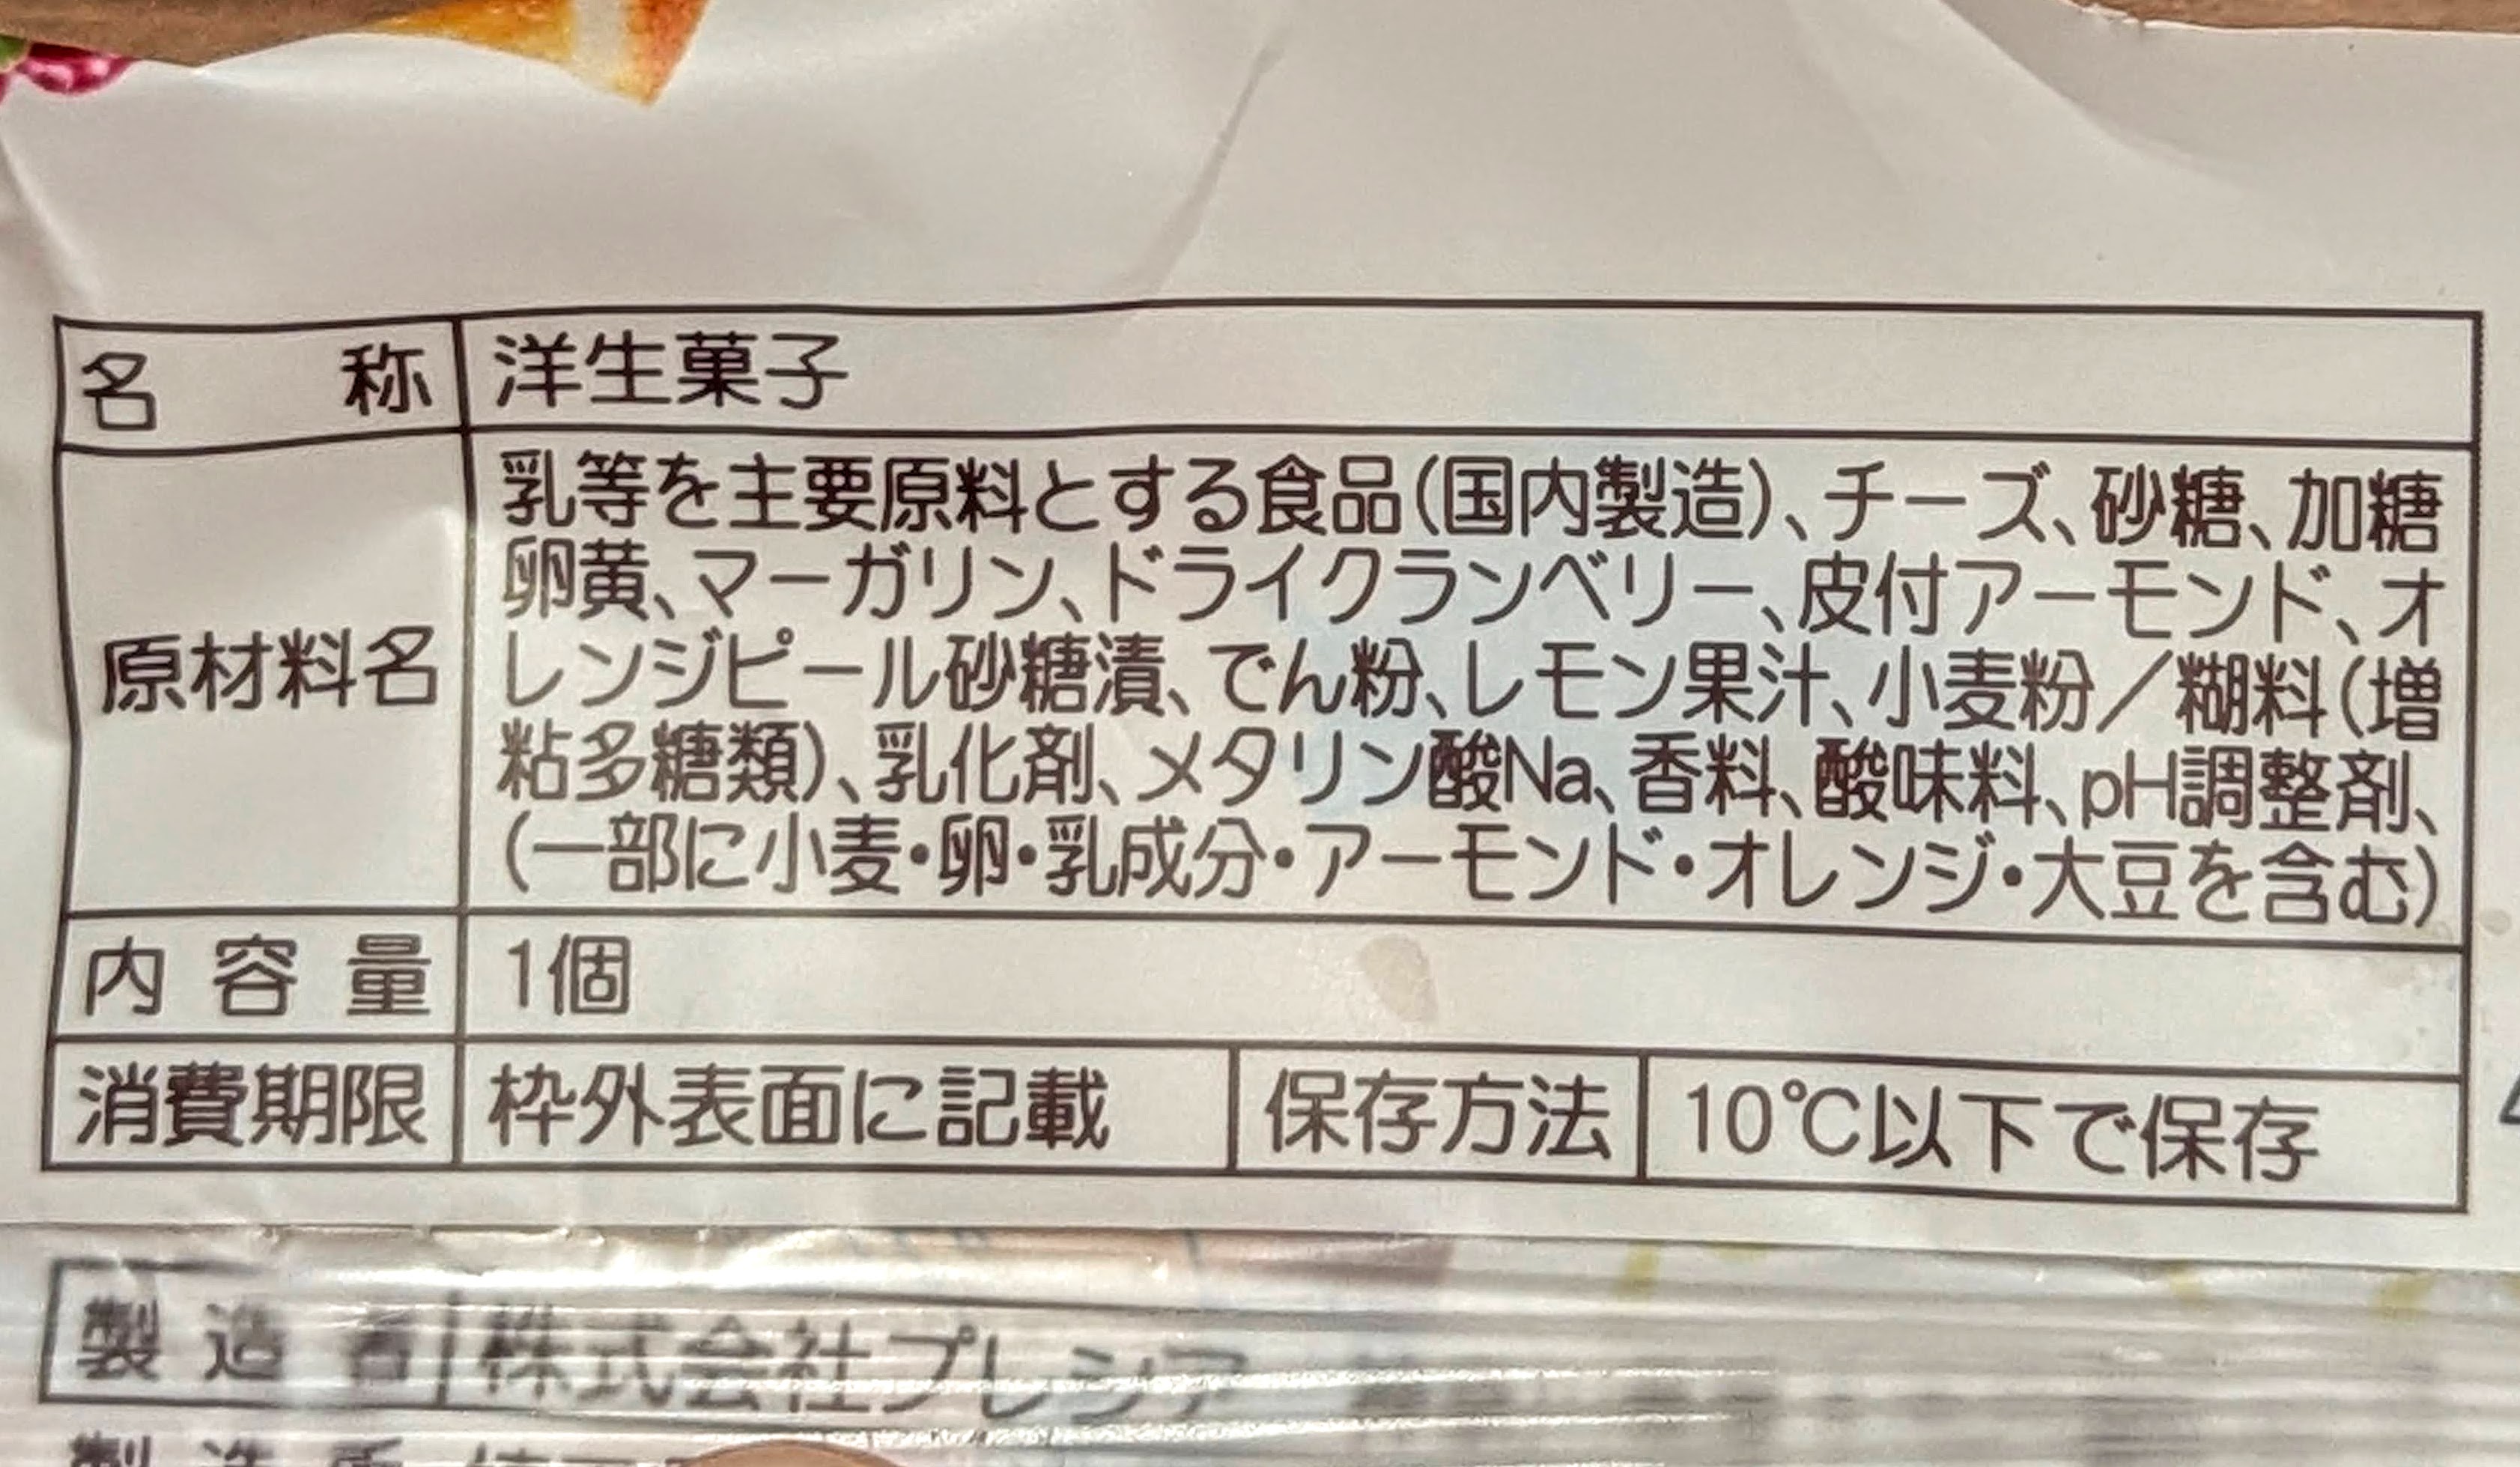 名称 洋生菓子
原材料名
乳等を主要原料とする食品(国内製造)、チーズ、砂糖、加糖
卵黄、マーガリン、ドライクランベリー、皮付アーモンド、オ
レンジピール砂糖漬、でん粉、レモン果汁、小麦粉／糊料(増
粘多糖類)、乳化剤、メタリン酸Na、香料、酸味料、pH調整剤、
(一部に小麦・卵・乳成分・アーモンド・オレンジ・大豆を含む)
内容量 1個
消費期限 枠外表面に記載 保存方法 10℃以下で保存
製造者 株式会社プレシア